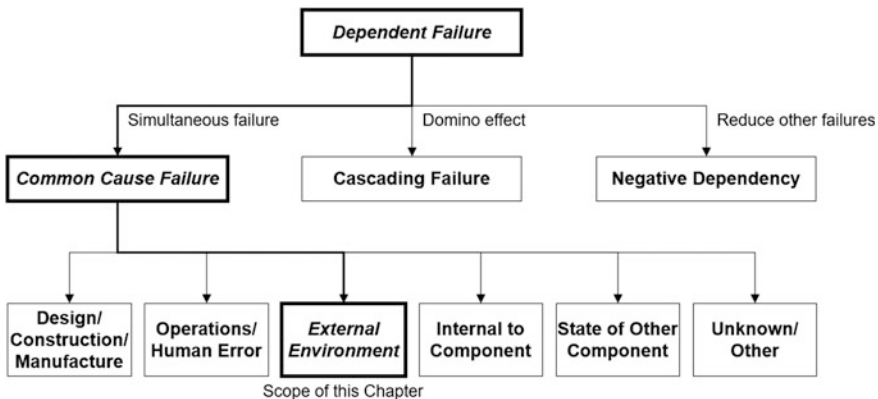 Dependent Failure
Simultaneous failure
Domino effect
Reduce other failures
Common Cause Failure
Cascading Failure
Negative Dependency
Design/
Construction/
Manufacture
Operations/
Human Error
External
Environment
Internal to
Component
State of Other
Component
Unknown/
Other
Scope of this Chapter